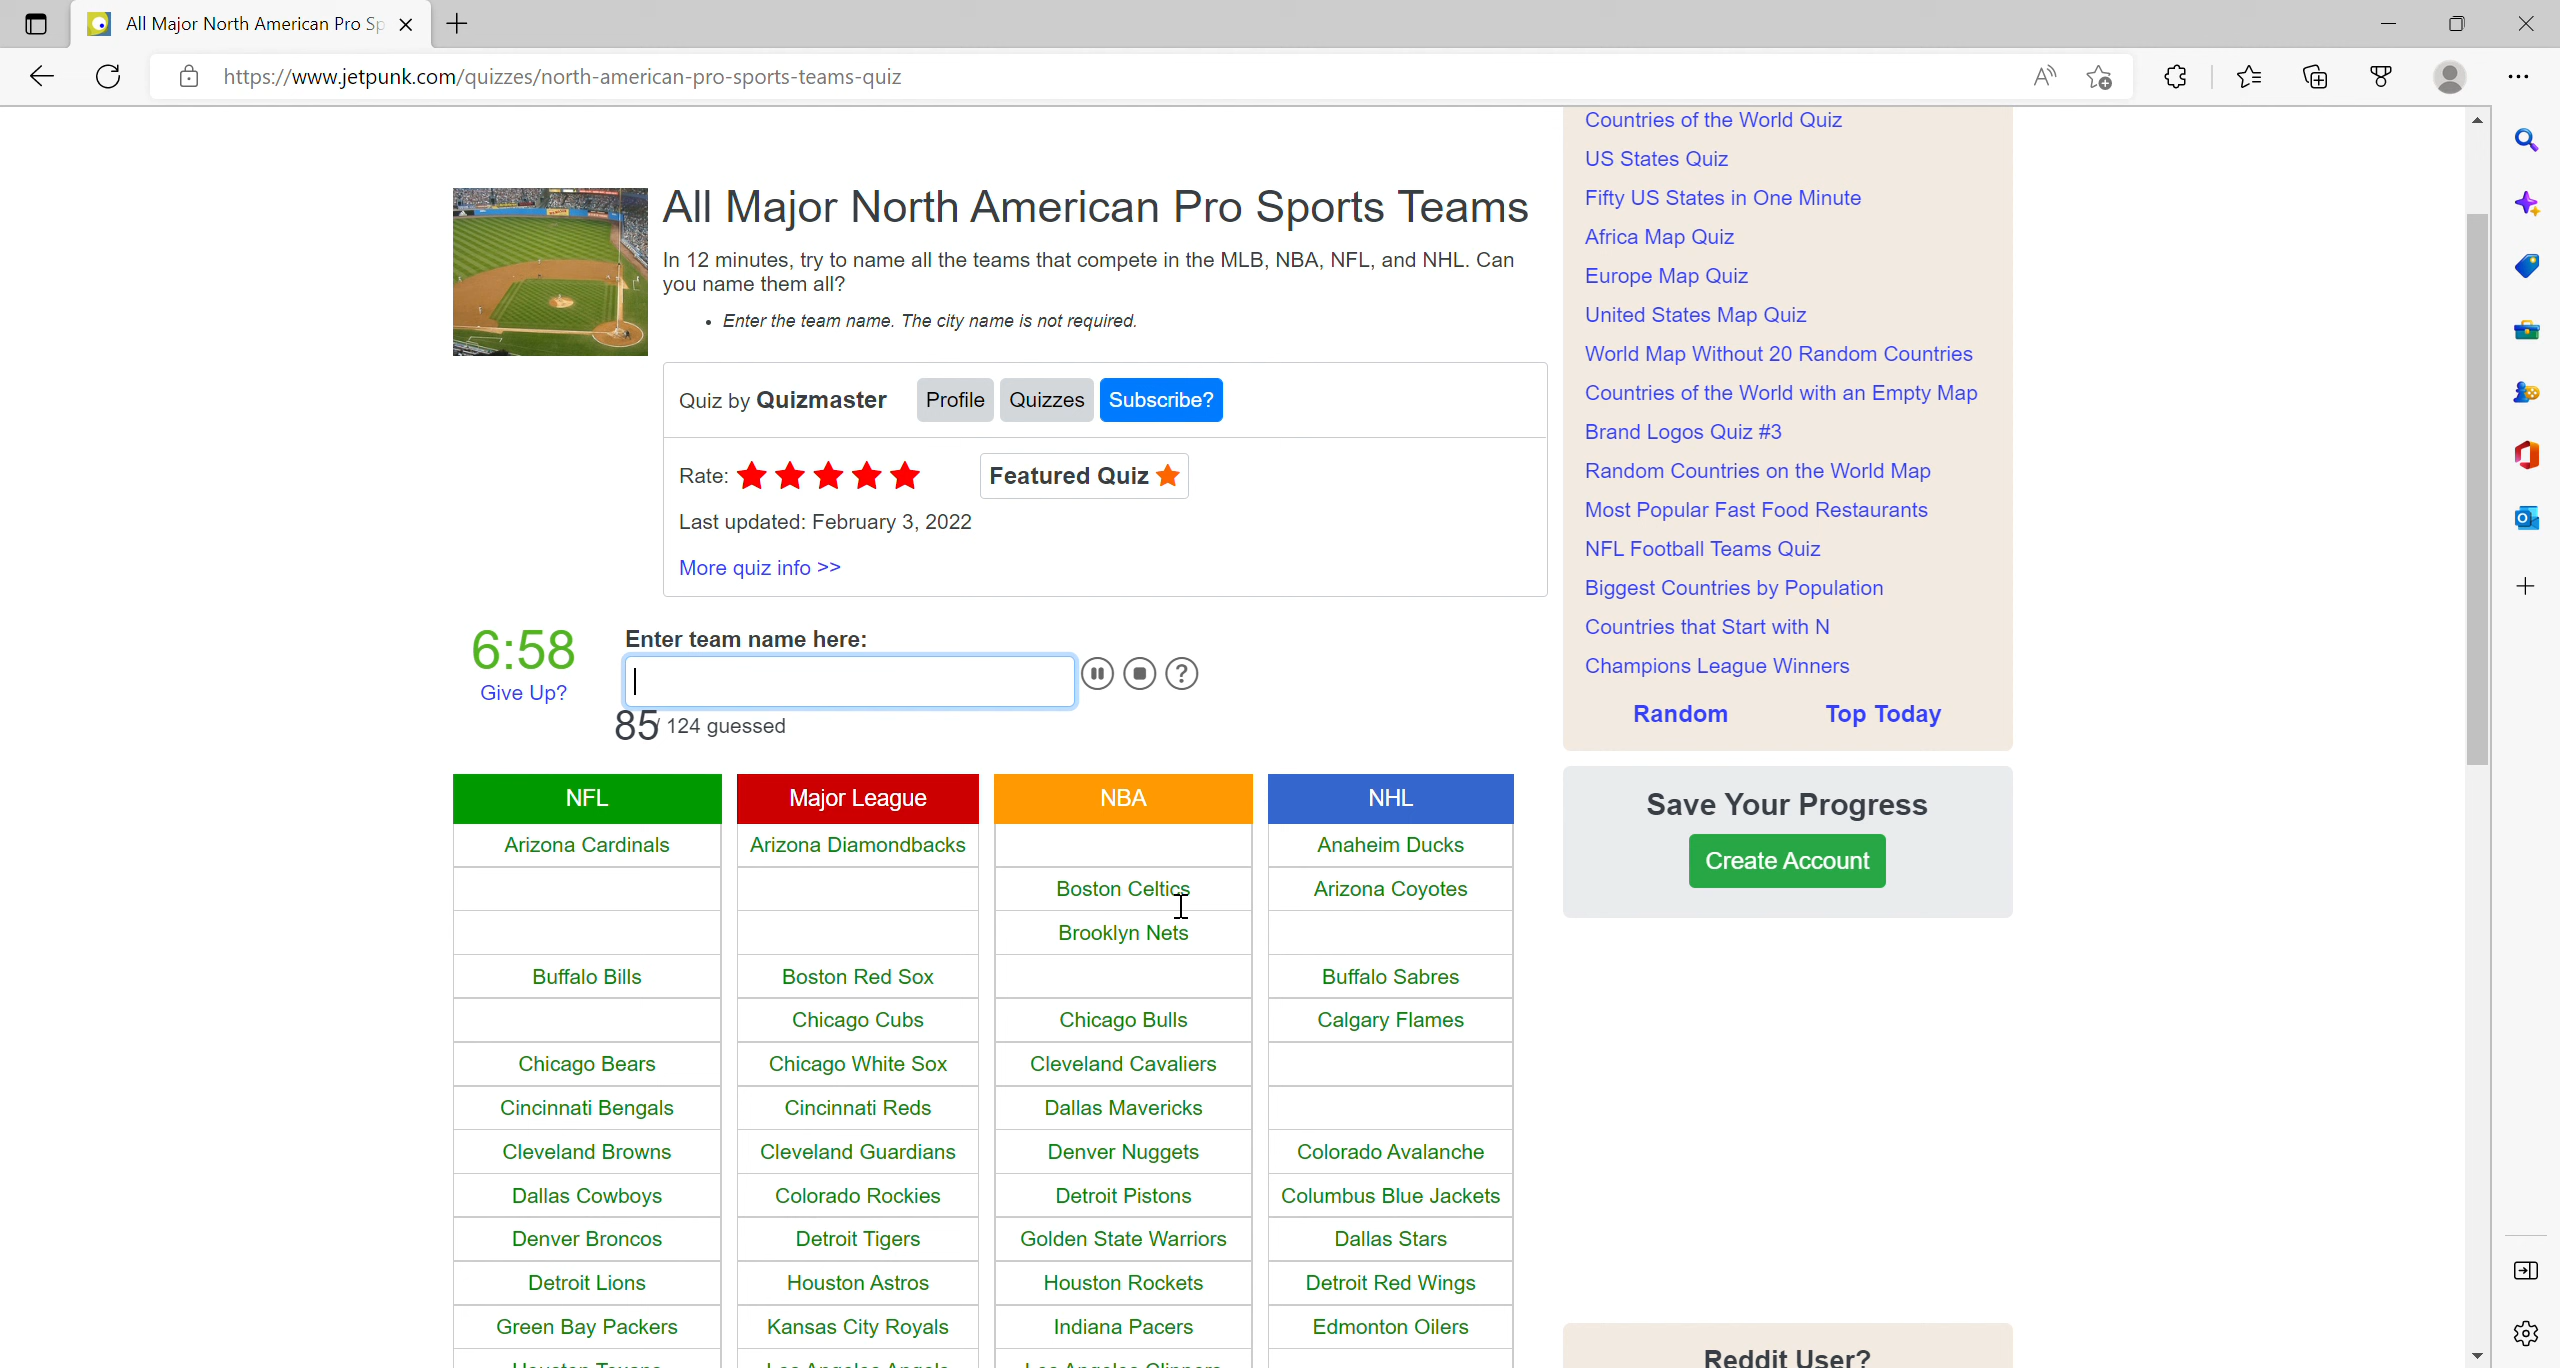 All Major North American Pro Sp
https://www.jetpunk.com/quizzes/north-american-pro-sports-teams-quiz
All Major North American Pro Sports Teams
In 12 minutes, try to name all the teams that compete in the MLB, NBA, NFL, and NHL. Can
you name them all?
• Enter the team name. The city name is not required.
Quiz by Quizmaster Profile Quizzes Subscribe?
Rate: Featured Quiz
Last updated: February 3, 2022
More quiz info >>
6:58
Give Up?
Enter team name here:
85/ 124 guessed
NFL Major League NBA NHL
Arizona Cardinals Arizona Diamondbacks Anaheim Ducks
Boston Celtics Arizona Coyotes
Brooklyn Nets
Buffalo Bills Boston Red Sox Buffalo Sabres
Chicago Cubs Chicago Bulls Calgary Flames
Chicago Bears Chicago White Sox Cleveland Cavaliers
Cincinnati Bengals Cincinnati Reds Dallas Mavericks
Cleveland Browns Cleveland Guardians Denver Nuggets Colorado Avalanche
Dallas Cowboys Colorado Rockies Detroit Pistons Columbus Blue Jackets
Denver Broncos Detroit Tigers Golden State Warriors Dallas Stars
Detroit Lions Houston Astros Houston Rockets Detroit Red Wings
Green Bay Packers Kansas City Royals Indiana Pacers Edmonton Oilers
Houston Texans Los Angeles Angels Los Angeles Clippers
Countries of the World Quiz
US States Quiz
Fifty US States in One Minute
Africa Map Quiz
Europe Map Quiz
United States Map Quiz
World Map Without 20 Random Countries
Countries of the World with an Empty Map
Brand Logos Quiz #3
Random Countries on the World Map
Most Popular Fast Food Restaurants
NFL Football Teams Quiz
Biggest Countries by Population
Countries that Start with N
Champions League Winners
Random Top Today
Save Your Progress
Create Account
Reddit User?